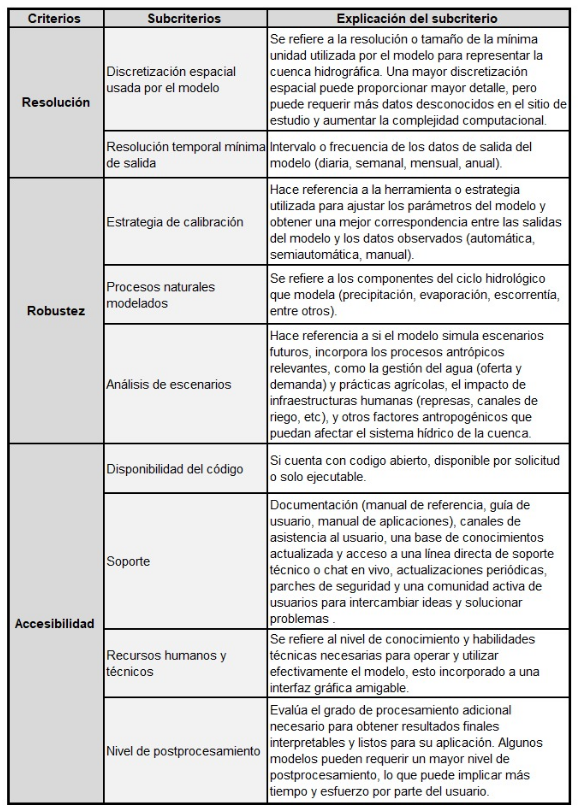 Criterios Subcriterios Explicación del subcriterio
Resolución
Discretización espacial
usada por el modelo
Se refiere a la resolución o tamaño de la mínima
unidad utilizada por el modelo para representar la
cuenca hidrográfica. Una mayor discretización
espacial puede proporcionar mayor detalle, pero
puede requerir más datos desconocidos en el sitio de
estudio y aumentar la complejidad computacional.
Resolución temporal mínima
de salida
Intervalo o frecuencia de los datos de salida del
modelo (diaria, semanal, mensual, anual).
Robustez
Estrategia de calibración
Hace referencia a la herramienta o estrategia
utilizada para ajustar los parámetros del modelo y
obtener una mejor correspondencia entre las salidas
del modelo y los datos observados (automática,
semiautomática, manual).
Procesos naturales
modelados
Se refiere a los componentes del ciclo hidrológico
que modela (precipitación, evaporación, escorrentía,
entre otros).
Análisis de escenarios
Hace referencia a si el modelo simula escenarios
futuros, incorpora los procesos antrópicos
relevantes, como la gestión del agua (oferta y
demanda) y prácticas agrícolas, el impacto de
infraestructuras humanas (represas, canales de
riego, etc), y otros factores antropogénicos que
puedan afectar el sistema hídrico de la cuenca.
Accesibilidad
Disponibilidad del código
Si cuenta con codigo abierto, disponible por solicitud
o solo ejecutable.
Soporte
Documentación (manual de referencia, guía de
usuario, manual de aplicaciones), canales de
asistencia al usuario, una base de conocimientos
actualizada y acceso a una línea directa de soporte
técnico o chat en vivo, actualizaciones periódicas,
parches de seguridad y una comunidad activa de
usuarios para intercambiar ideas y solucionar
problemas .
Recursos humanos y
técnicos
Se refiere al nivel de conocimiento y habilidades
técnicas necesarias para operar y utilizar
efectivamente el modelo, esto incorporado a una
interfaz gráfica amigable.
Nivel de postprocesamiento
Evalúa el grado de procesamiento adicional
necesario para obtener resultados finales
interpretables y listos para su aplicación. Algunos
modelos pueden requerir un mayor nivel de
postprocesamiento, lo que puede implicar más
tiempo y esfuerzo por parte del usuario.